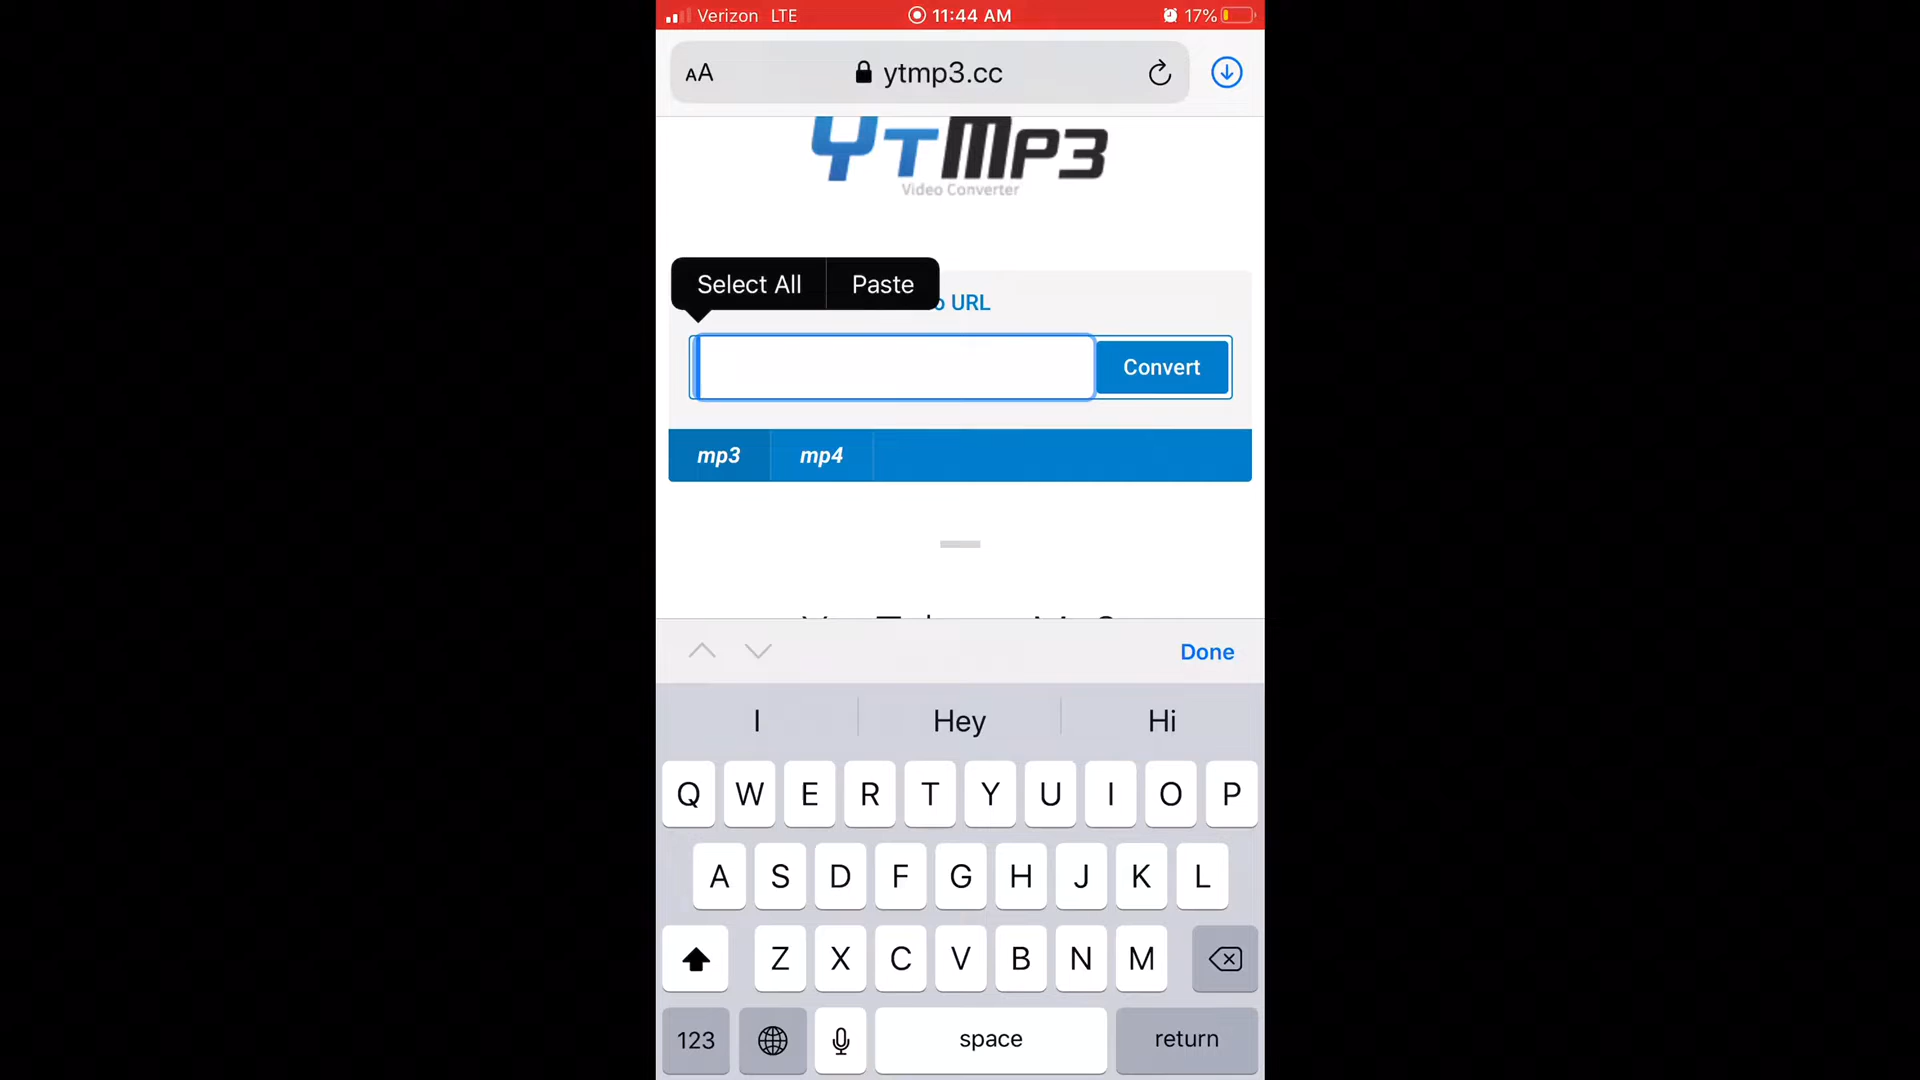 Verizon LTE 11:44 AM 17%
AA ytmp3.cc
YTMP3
Video Converter
Select All Paste
o URL
Convert
mp3 mp4
Done
I Hey Hi
Q W E R T Y U I O P
A S D F G H J K L
Z X C V B N M
123 space return